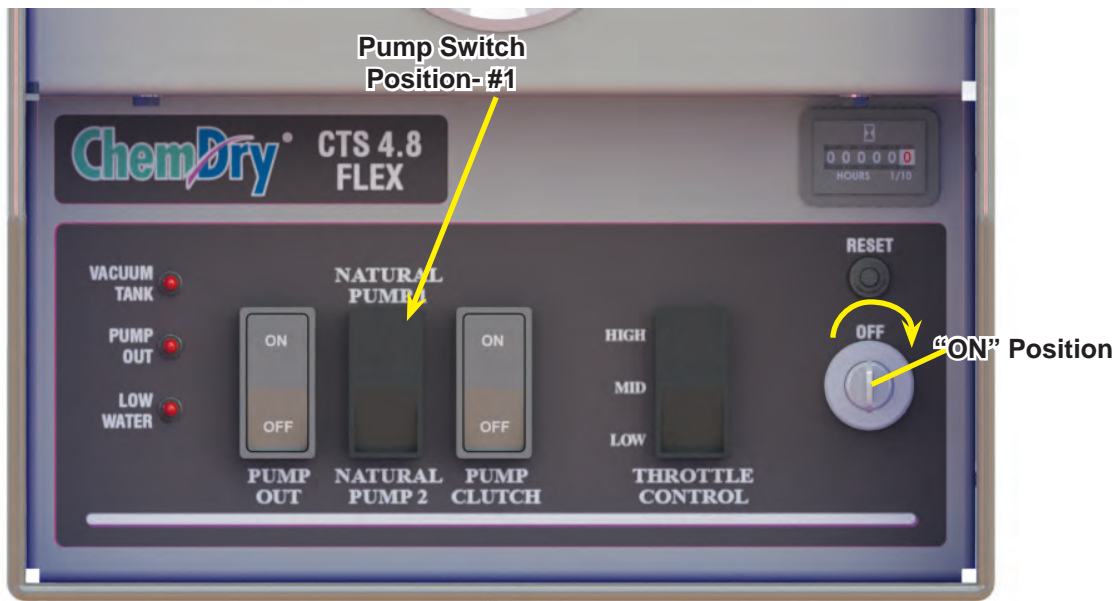 Pump Switch
Position- #1
ChemDry®
CTS 4.8
FLEX
0 0 0 0 0 0
HOURS 1/10
RESET
OFF
"ON" Position
VACUUM
TANK
PUMP
OUT
LOW
WATER
NATURAL
PUMP 1
ON
OFF
ON
OFF
HIGH
MID
LOW
PUMP
OUT
NATURAL
PUMP 2
PUMP
CLUTCH
THROTTLE
CONTROL